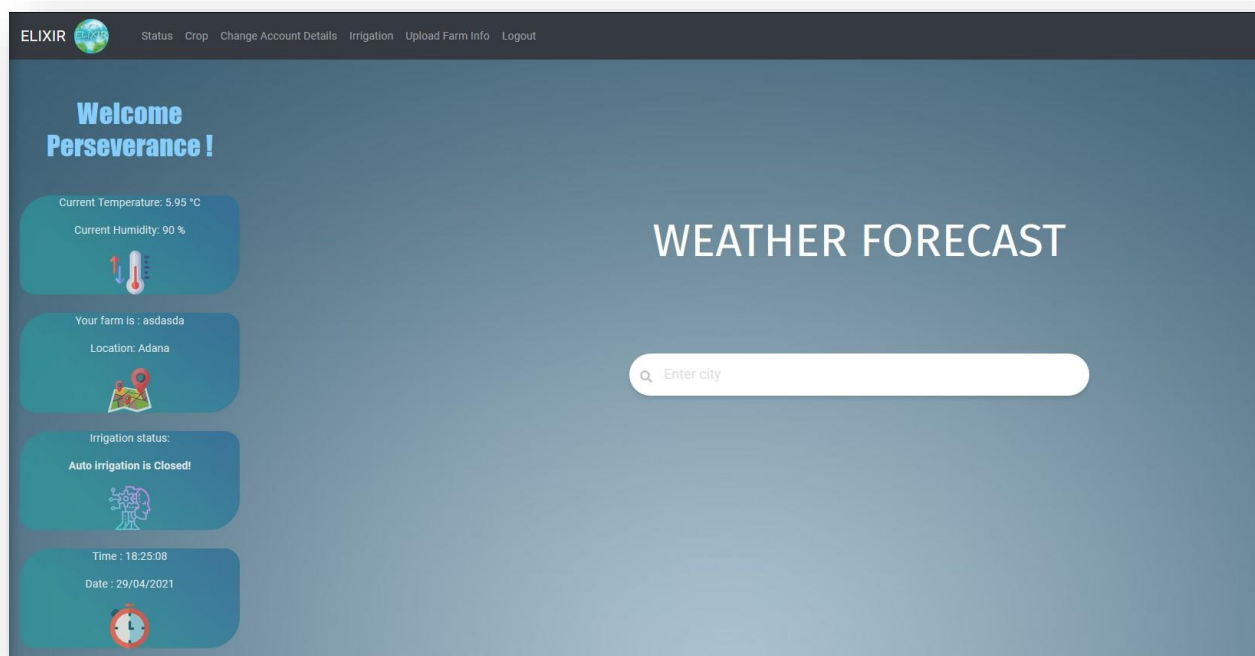 ELIXIR ELIXIR Status Crop Change Account Details Irrigation Upload Farm Info Logout
Welcome
Perseverance !
Current Temperature: 5.95 °C
Current Humidity: 90 %
Your farm is : asdasda
Location: Adana
Irrigation status:
Auto irrigation is Closed!
Time : 18:25:08
Date : 29/04/2021
WEATHER FORECAST
Enter city